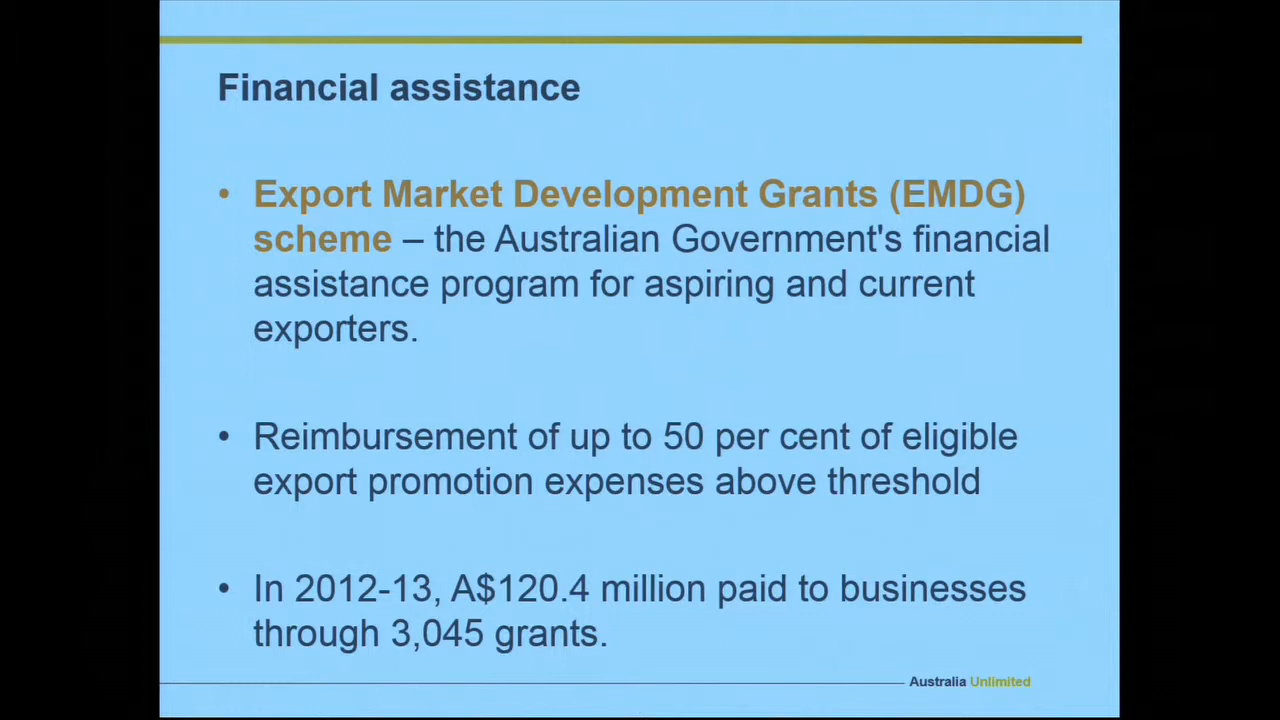 Financial assistance
• Export Market Development Grants (EMDG)
scheme – the Australian Government's financial
assistance program for aspiring and current
exporters.
• Reimbursement of up to 50 per cent of eligible
export promotion expenses above threshold
• In 2012-13, A$120.4 million paid to businesses
through 3,045 grants.
Australia Unlimited